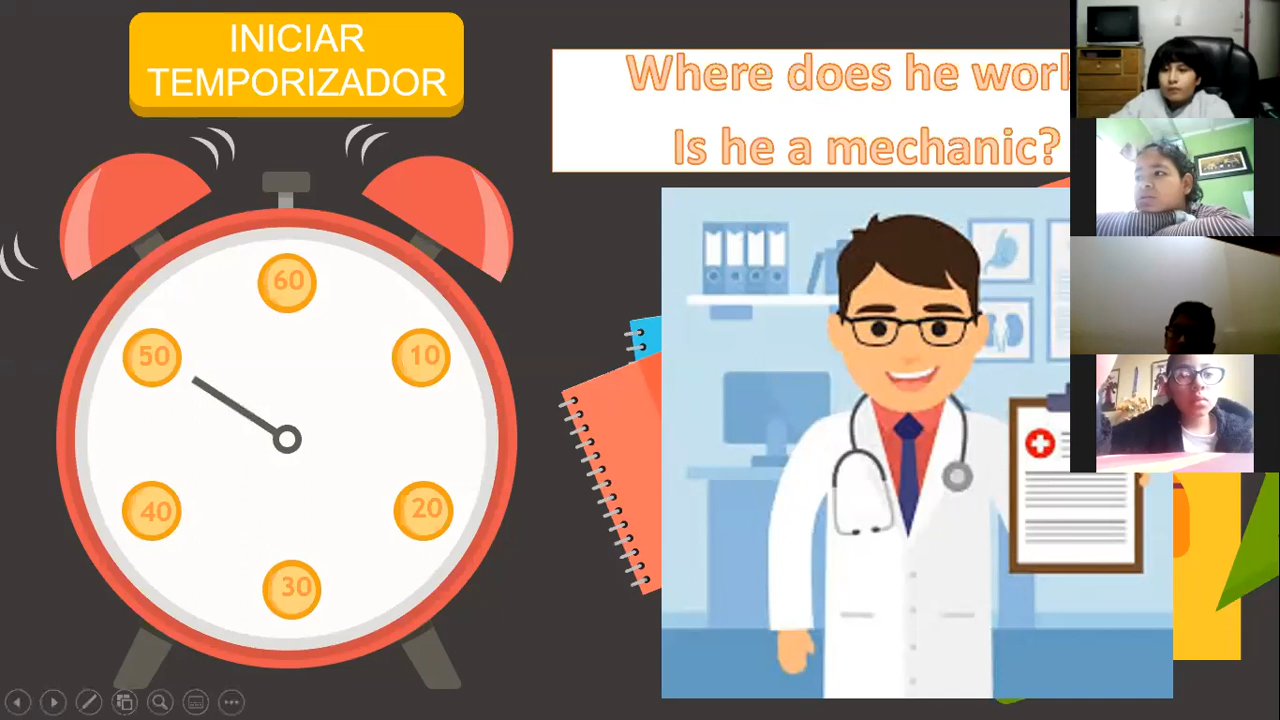 INICIAR
TEMPORIZADOR
Where does he work
Is he a mechanic?
60
50
10
40
20
30